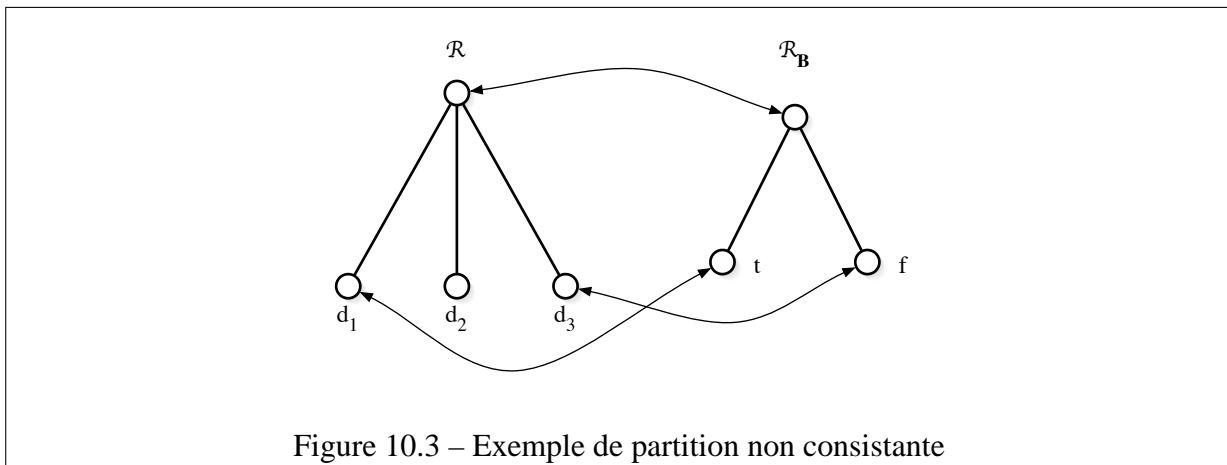 ℛ ℛ_B
t f
d_1 d_2 d_3
Figure 10.3 – Exemple de partition non consistante